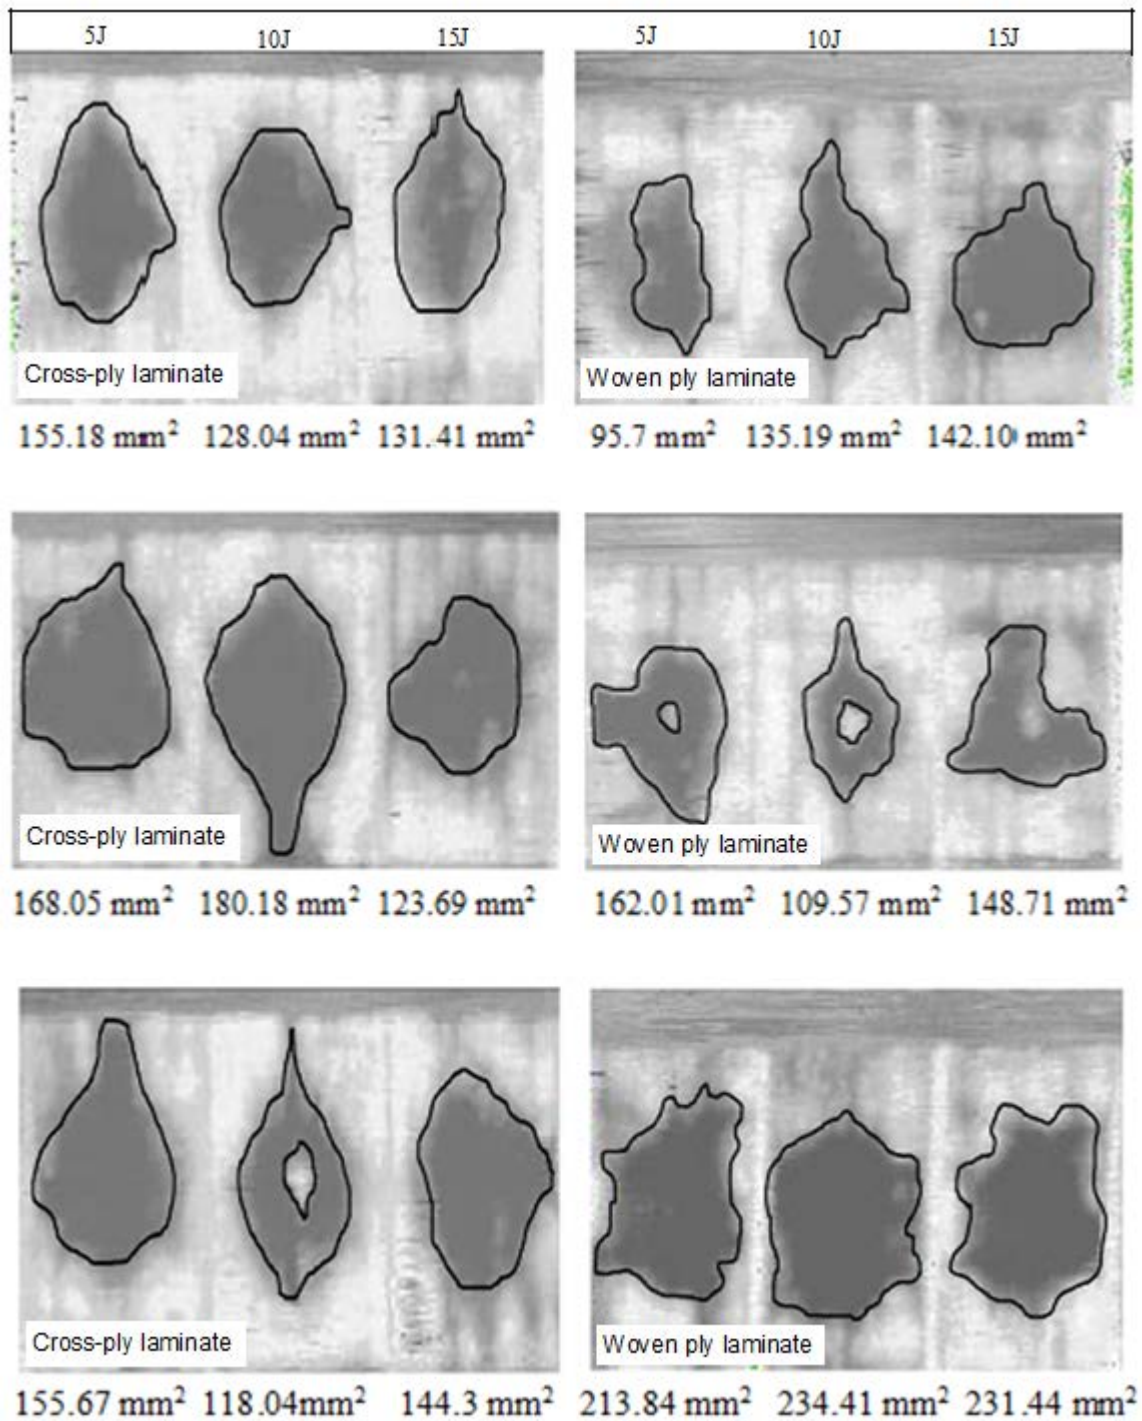 5J 10J 15J 5J 10J 15J
Cross-ply laminate Woven ply laminate
155.18 mm² 128.04 mm² 131.41 mm² 95.7 mm² 135.19 mm² 142.10 mm²
Cross-ply laminate Woven ply laminate
168.05 mm² 180.18 mm² 123.69 mm² 162.01 mm² 109.57 mm² 148.71 mm²
Cross-ply laminate Woven ply laminate
155.67 mm² 118.04mm² 144.3 mm² 213.84 mm² 234.41 mm² 231.44 mm²